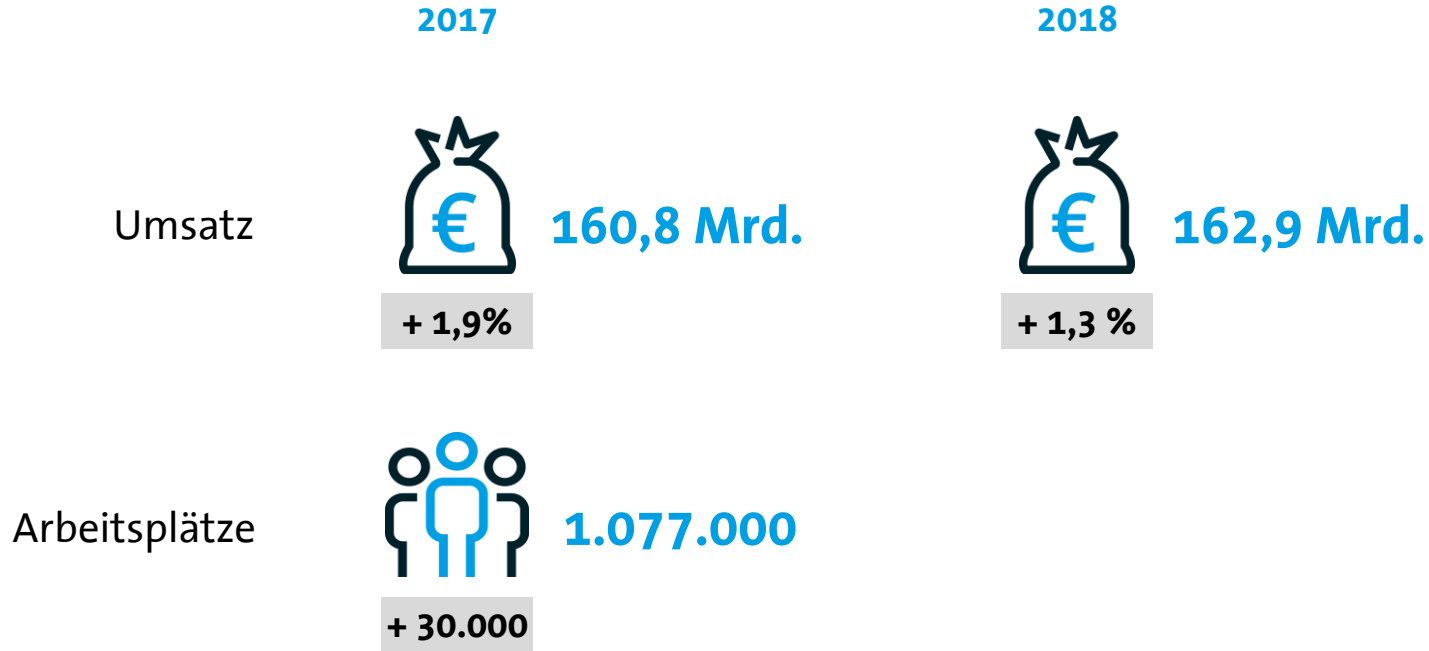 2017 2018
Umsatz € 160,8 Mrd. € 162,9 Mrd.
+ 1,9% + 1,3 %
Arbeitsplätze 1.077.000
+ 30.000